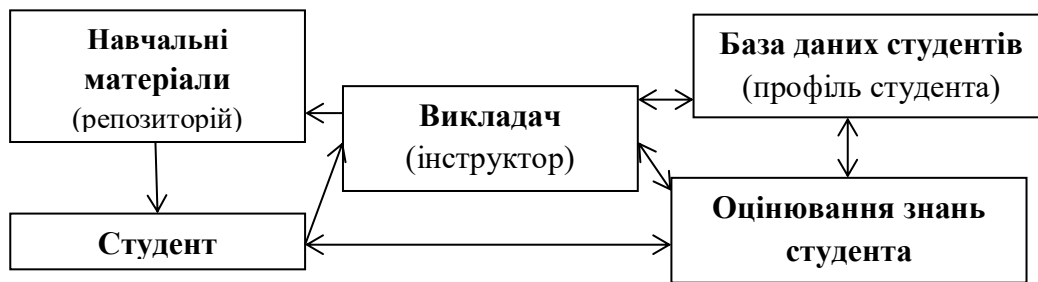 Навчальні
матеріали
(репозиторій)
База даних студентів
(профіль студента)
Викладач
(інструктор)
Студент
Оцінювання знань
студента